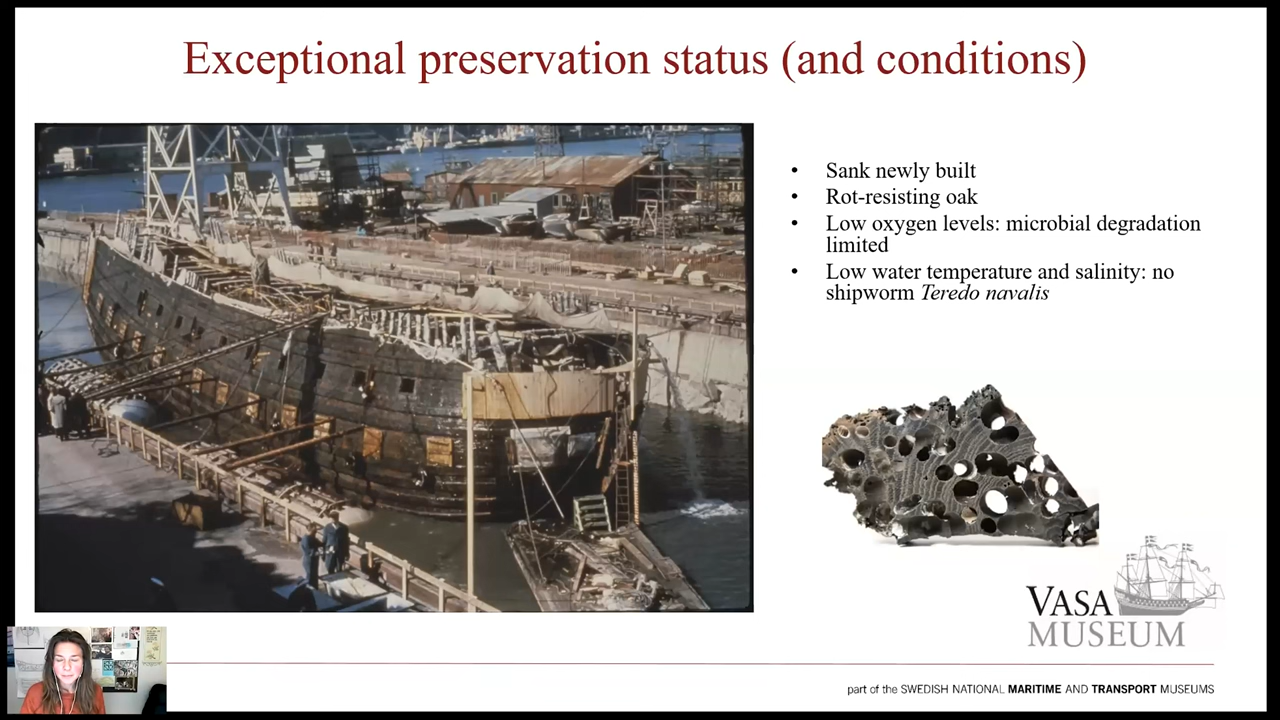 Exceptional preservation status (and conditions)
• Sank newly built
• Rot-resisting oak
• Low oxygen levels: microbial degradation
limited
• Low water temperature and salinity: no
shipworm Teredo navalis
VASA
MUSEUM
part of the SWEDISH NATIONAL MARITIME AND TRANSPORT MUSEUMS